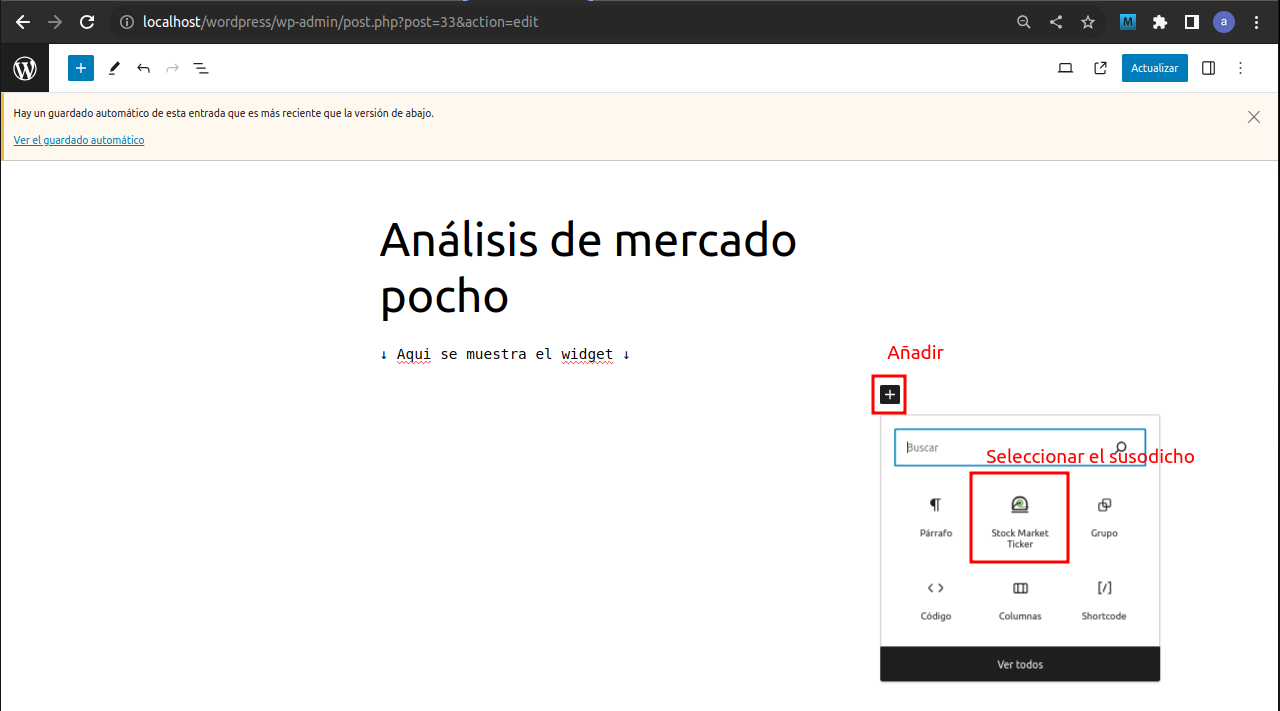 localhost/wordpress/wp-admin/post.php?post=33&action=edit
a
M
Actualizar
Hay un guardado automático de esta entrada que es más reciente que la versión de abajo.
Ver el guardado automático
Análisis de mercado
pocho
↓ Aqui se muestra el widget ↓
Añadir
Buscar
Seleccionar el susodicho
Párrafo
Stock Market
Ticker
Grupo
Código
Columnas
Shortcode
Ver todos